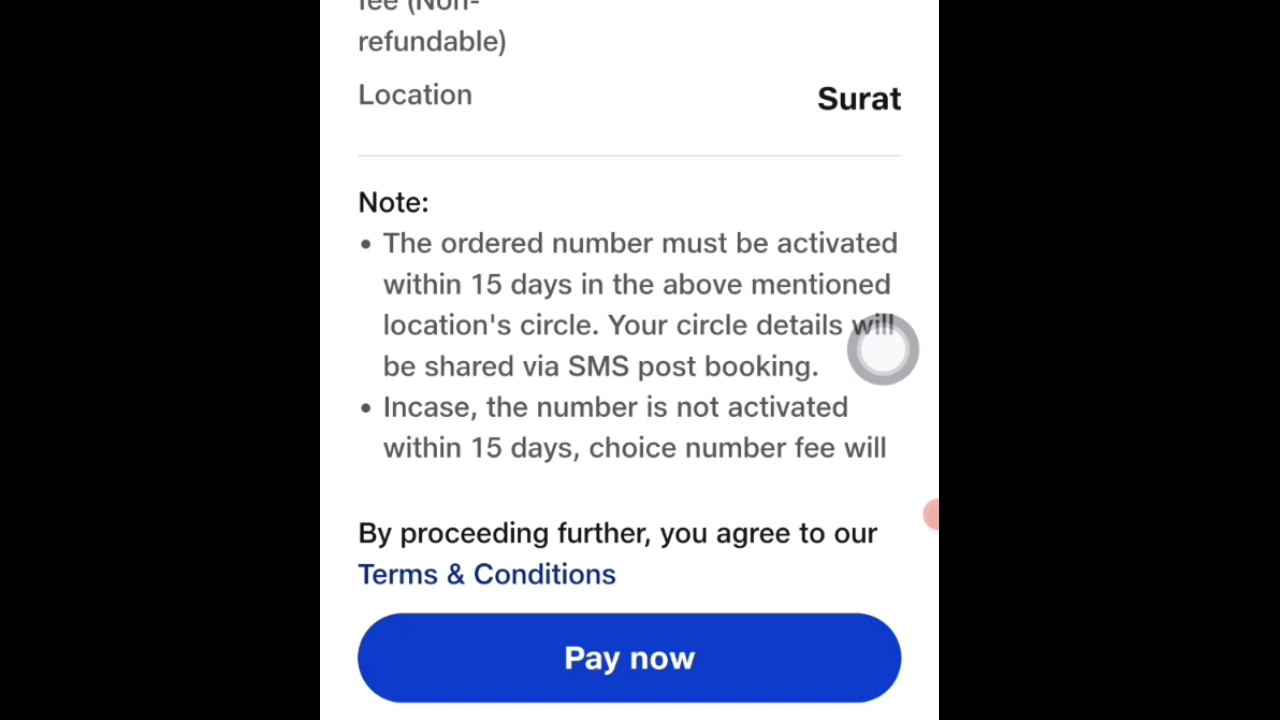 fee (Non-
refundable)
Location
Surat
Note:
• The ordered number must be activated
within 15 days in the above mentioned
location's circle. Your circle details will
be shared via SMS post booking.
• Incase, the number is not activated
within 15 days, choice number fee will
By proceeding further, you agree to our
Terms & Conditions
Pay now